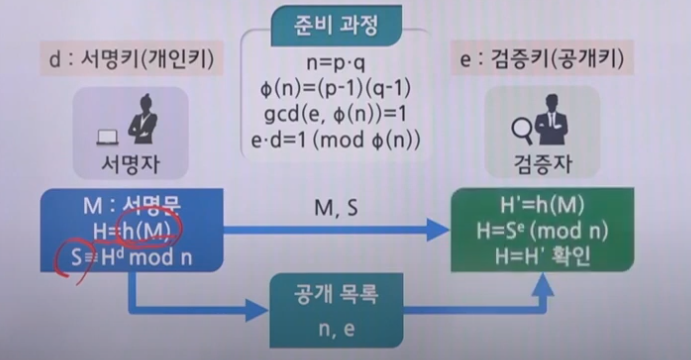 준비 과정
n=p·q
ϕ(n)=(p-1)(q-1)
gcd(e, ϕ(n))=1
e·d=1 (mod ϕ(n))
d : 서명키(개인키)
e : 검증키(공개키)
서명자
검증자
M : 서명문
H=h(M)
S≡Hᵈ mod n
M, S
H'=h(M)
H=Sᵉ (mod n)
H=H' 확인
공개 목록
n, e